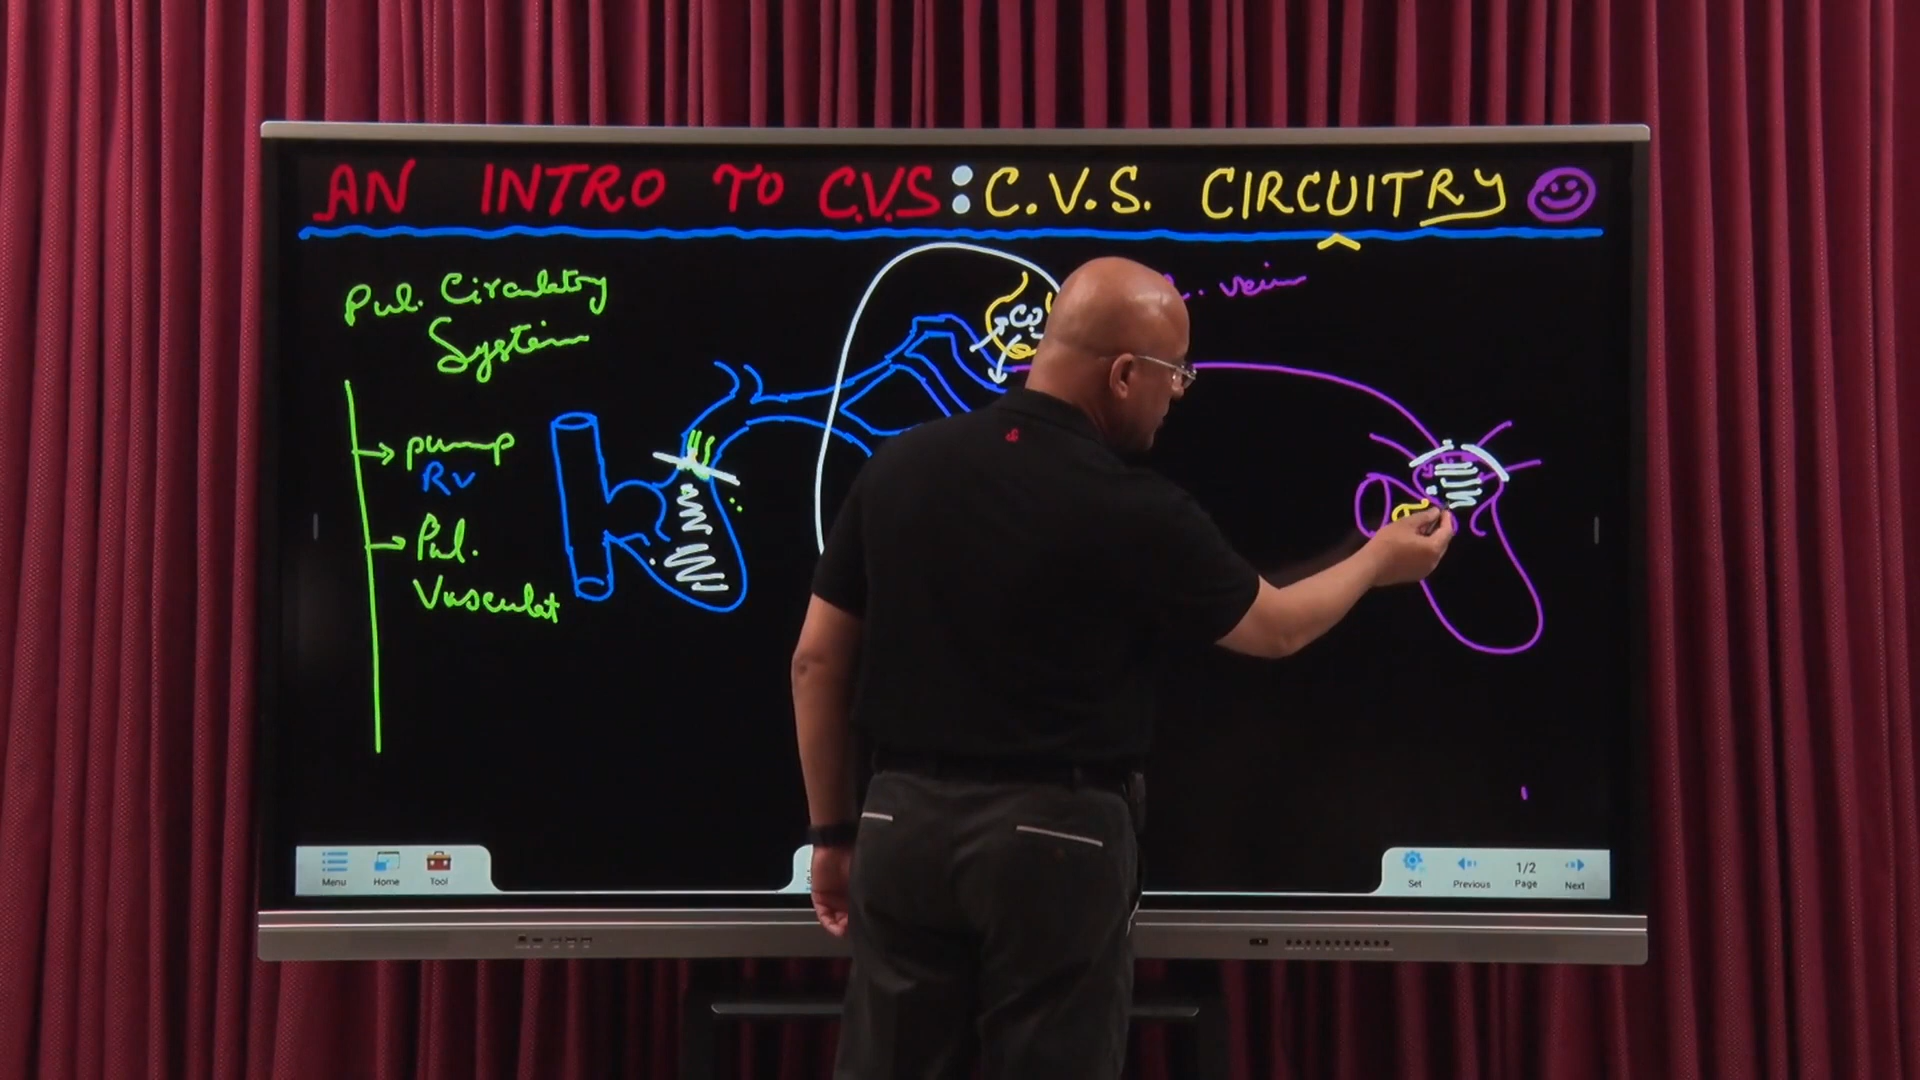 AN INTRO TO C.V.S : C.V.S. CIRCUITRY
Pul. Circulatory
System
pump
RV
Pul.
Vasculat
vein
Menu
Home
Tool
Set
Previous
1/2
Page
Next